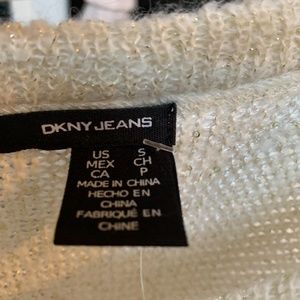 DKNY JEANS
US S
MEX CH
CA P
MADE IN CHINA
HECHO EN
CHINA
FABRIQUÉ EN
CHINE